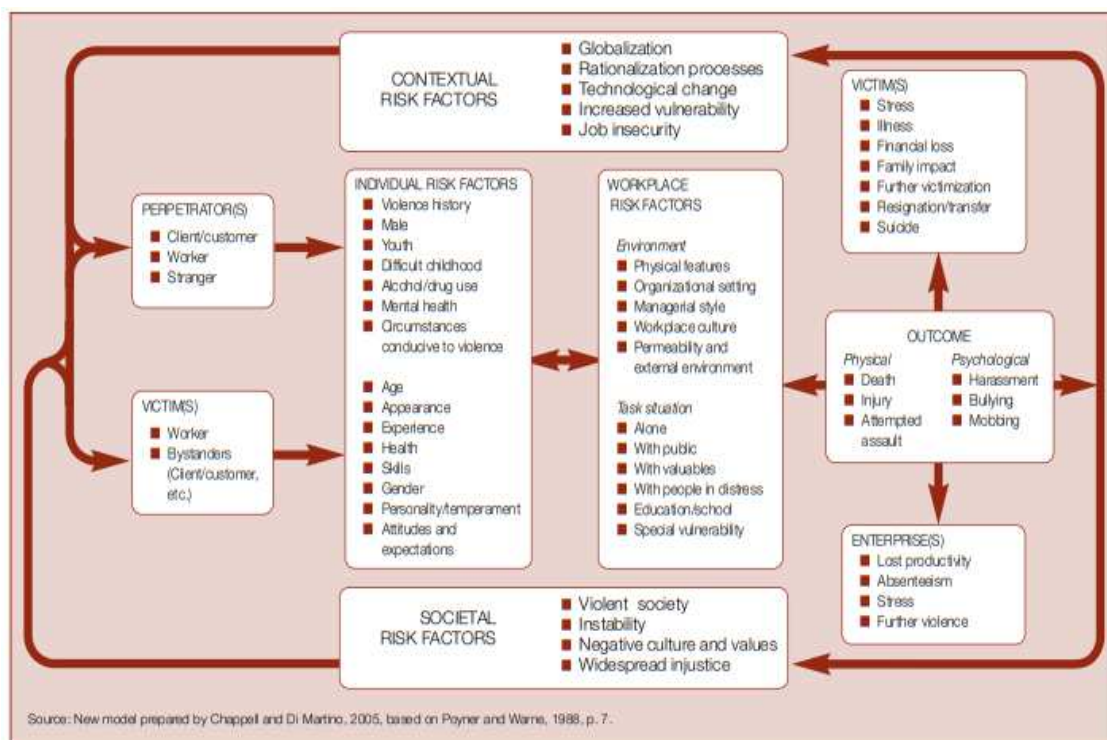 CONTEXTUAL
RISK FACTORS
Globalization
Rationalization processes
Technological change
Increased vulnerability
Job insecurity
PERPETRATOR(S)
Client/customer
Worker
Stranger
VICTIM(S)
Worker
Bystanders
(Client/customer,
etc.)
INDIVIDUAL RISK FACTORS
Violence history
Male
Youth
Difficult childhood
Alcohol/drug use
Mental health
Circumstances
conducive to violence
Age
Appearance
Experience
Health
Skills
Gender
Personality/temperament
Attitudes and
expectations
WORKPLACE
RISK FACTORS
Environment
Physical features
Organizational setting
Managerial style
Workplace culture
Permeability and
external environment
Task situation
Alone
With public
With valuables
With people in distress
Education/school
Special vulnerability
VICTIM(S)
Stress
Illness
Financial loss
Family impact
Further victimization
Resignation/transfer
Suicide
OUTCOME
Physical
Death
Injury
Attempted
assault
Psychological
Harassment
Bullying
Mobbing
ENTERPRISE(S)
Lost productivity
Absenteeism
Stress
Further violence
SOCIETAL
RISK FACTORS
Violent society
Instability
Negative culture and values
Widespread injustice
Source: New model prepared by Chappell and Di Martino, 2005, based on Poyner and Warne, 1988, p. 7.